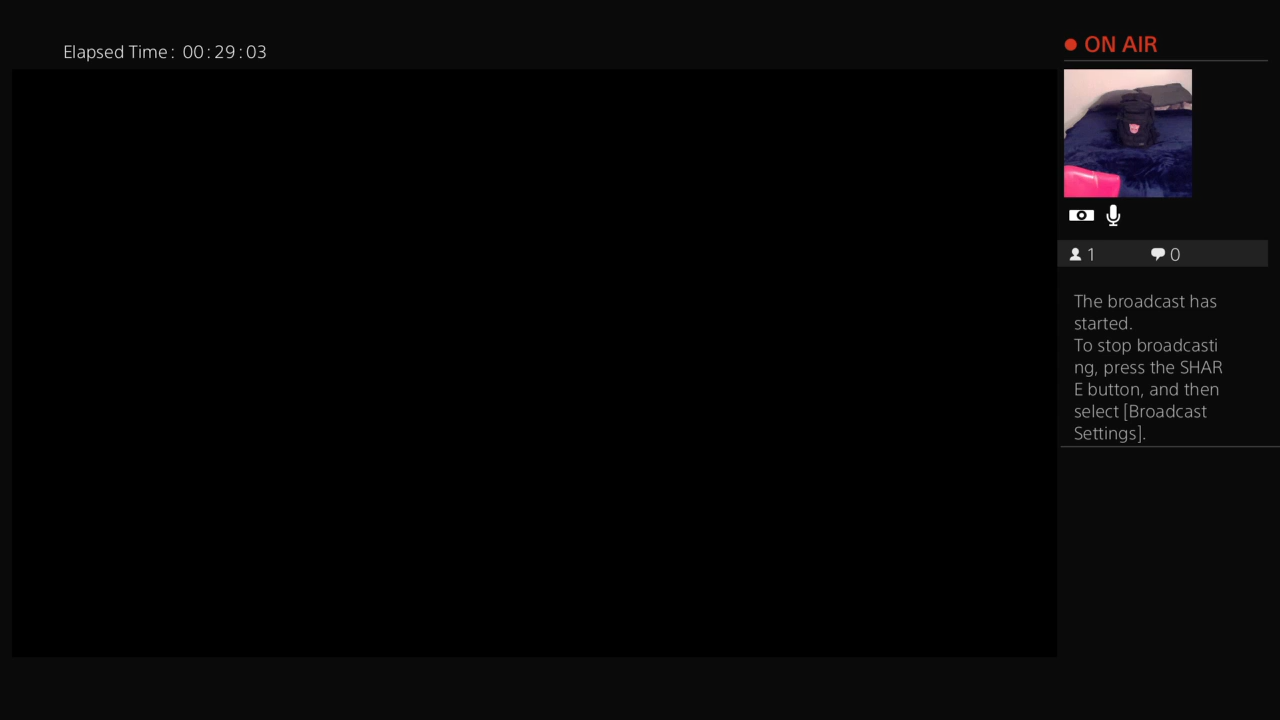 Elapsed Time: 00:29:03
ON AIR
1
0
The broadcast has
started.
To stop broadcasti
ng, press the SHAR
E button, and then
select [Broadcast
Settings].